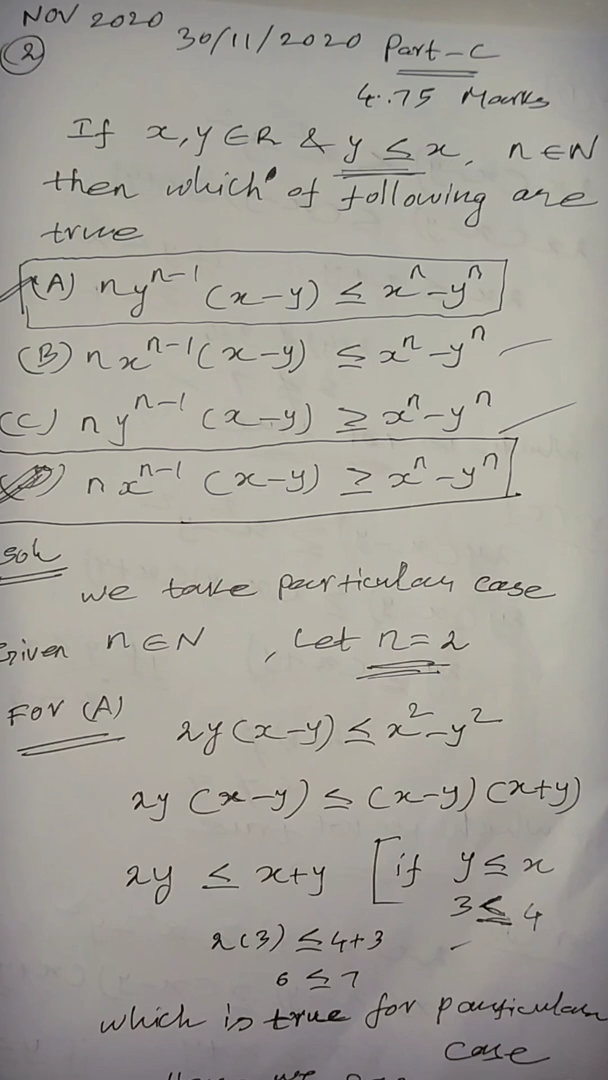 NOV 2020
(2) 30/11/2020 Part-C
4.75 Marks
If x, y ∈ R & y ≤ x, n ∈ N
then which of following are
true
(A) ny^{n-1} (x-y) ≤ x^n - y^n
(B) nx^{n-1} (x-y) ≤ x^n - y^n
(C) ny^{n-1} (x-y) ≥ x^n - y^n
(D) nx^{n-1} (x-y) ≥ x^n - y^n
Soln
we take particular case
Given n ∈ N, Let n=2
For (A) 2y(x-y) ≤ x^2 - y^2
2y (x-y) ≤ (x-y) (x+y)
2y ≤ x+y [if y ≤ x
3 ≤ 4
2(3) ≤ 4+3
6 ≤ 7
which is true for particular
case